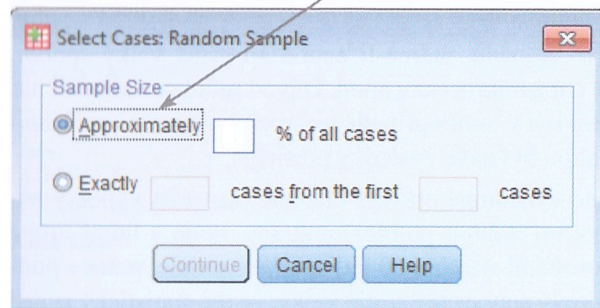 Select Cases: Random Sample
Sample Size
Approximately % of all cases
Exactly cases from the first cases
Continue Cancel Help